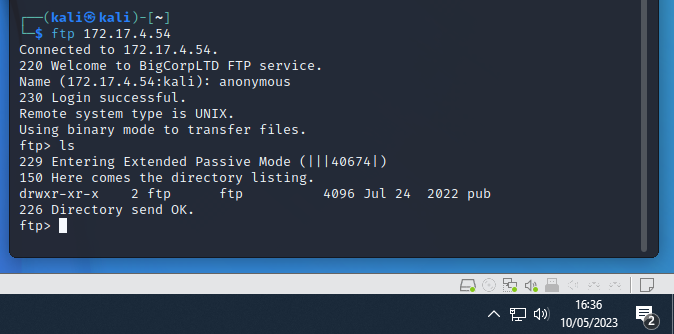 ┌──(kali㉿kali)-[~]
└─$ ftp 172.17.4.54
Connected to 172.17.4.54.
220 Welcome to BigCorpLTD FTP service.
Name (172.17.4.54:kali): anonymous
230 Login successful.
Remote system type is UNIX.
Using binary mode to transfer files.
ftp> ls
229 Entering Extended Passive Mode (|||40674|)
150 Here comes the directory listing.
drwxr-xr-x    2 ftp      ftp          4096 Jul 24  2022 pub
226 Directory send OK.
ftp>
16:36
10/05/2023
2